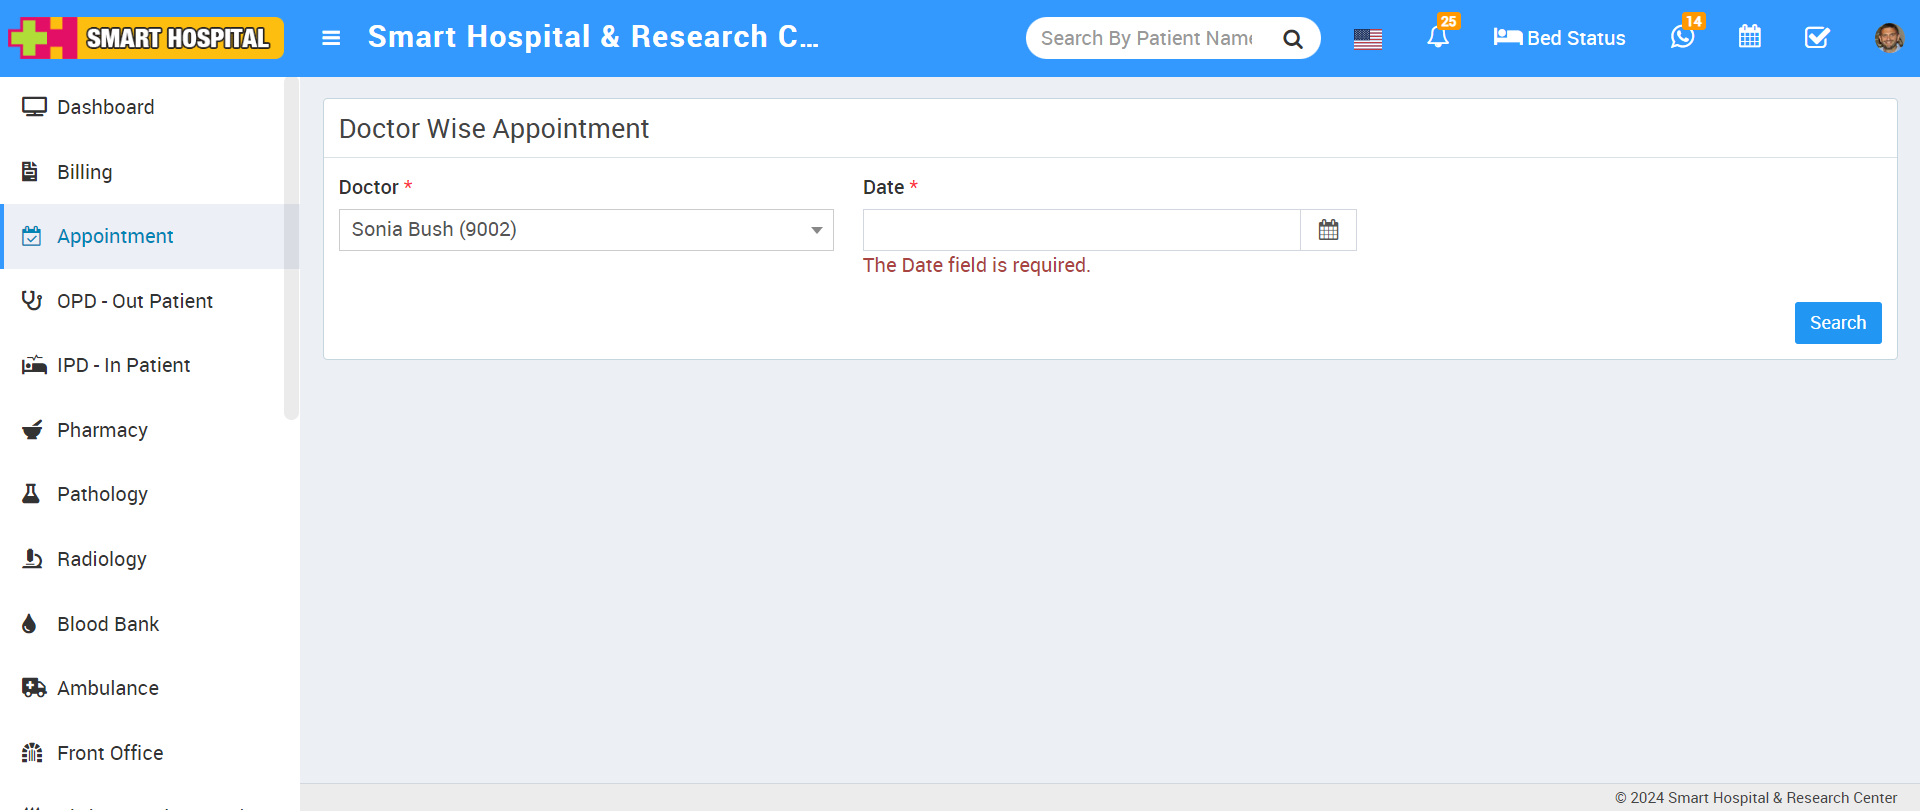 SMART HOSPITAL
Smart Hospital & Research C...
Search By Patient Name
25
Bed Status
14
Dashboard
Billing
Appointment
OPD - Out Patient
IPD - In Patient
Pharmacy
Pathology
Radiology
Blood Bank
Ambulance
Front Office
Doctor Wise Appointment
Doctor *
Date *
Sonia Bush (9002)
The Date field is required.
Search
© 2024 Smart Hospital & Research Center